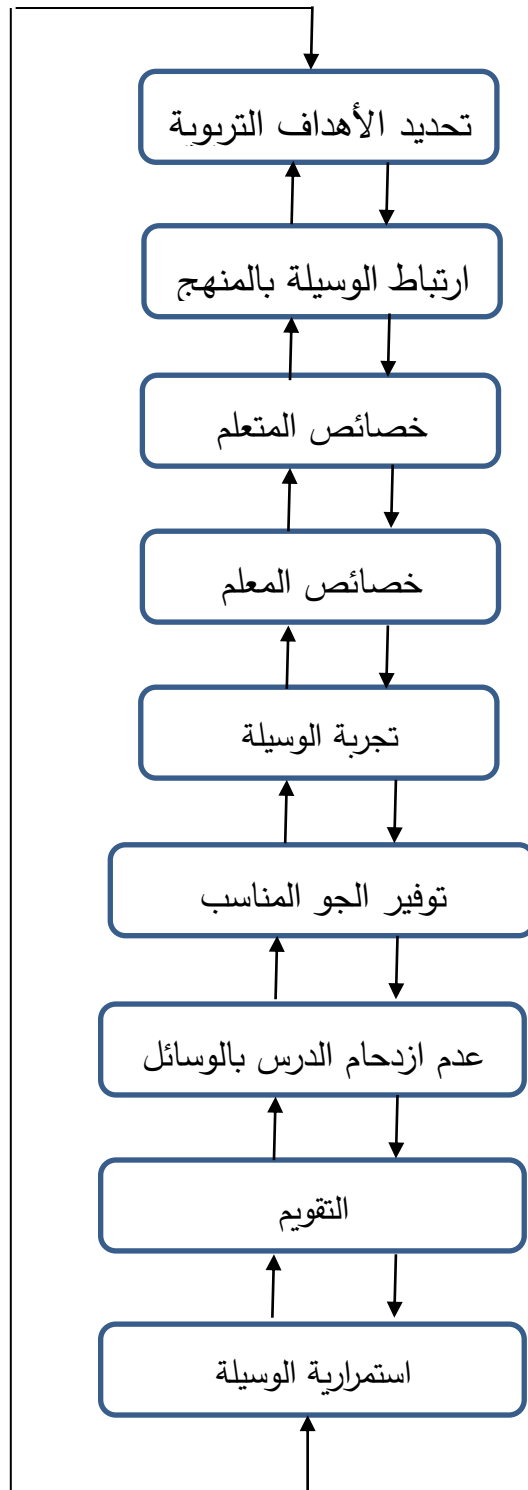 تحديد الأهداف التربوية
ارتباط الوسيلة بالمنهج
خصائص المتعلم
خصائص المعلم
تجربة الوسيلة
توفير الجو المناسب
عدم ازدحام الدرس بالوسائل
التقويم
استمرارية الوسيلة